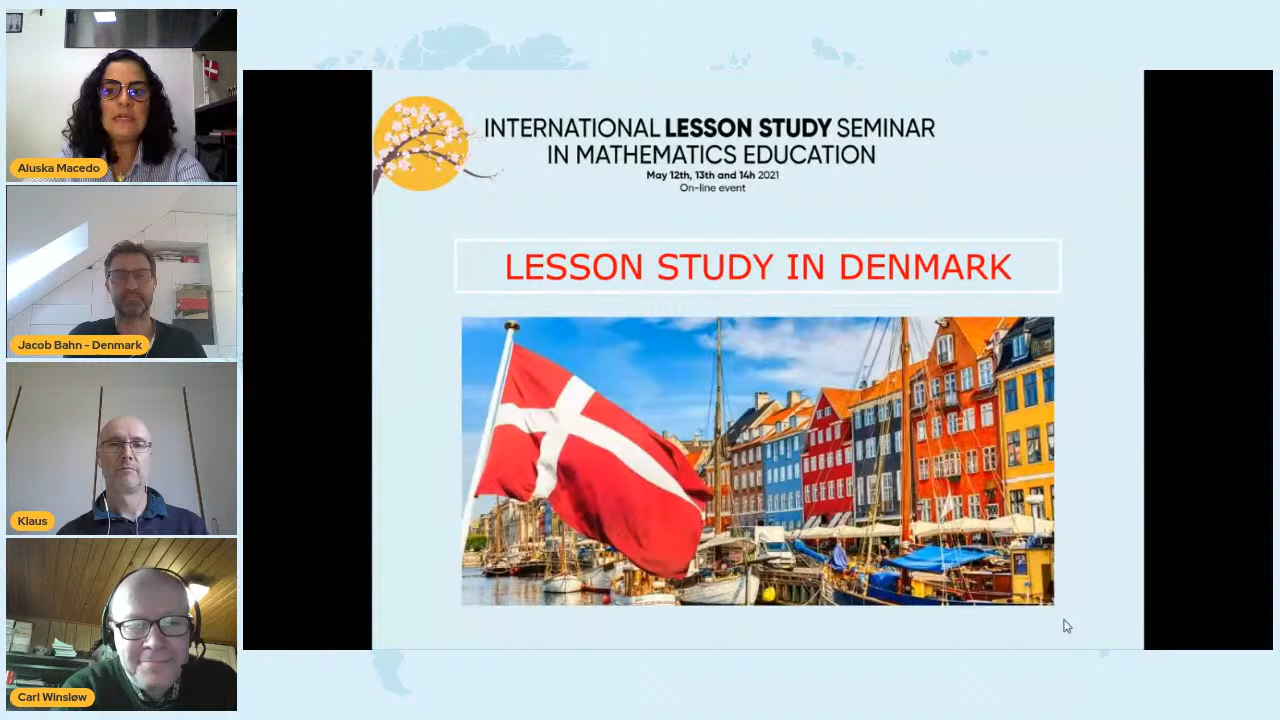 Aluska Macedo
Jacob Bahn - Denmark
Klaus
Carl Winsløw
INTERNATIONAL LESSON STUDY SEMINAR
IN MATHEMATICS EDUCATION
May 12th, 13th and 14h 2021
On-line event
LESSON STUDY IN DENMARK